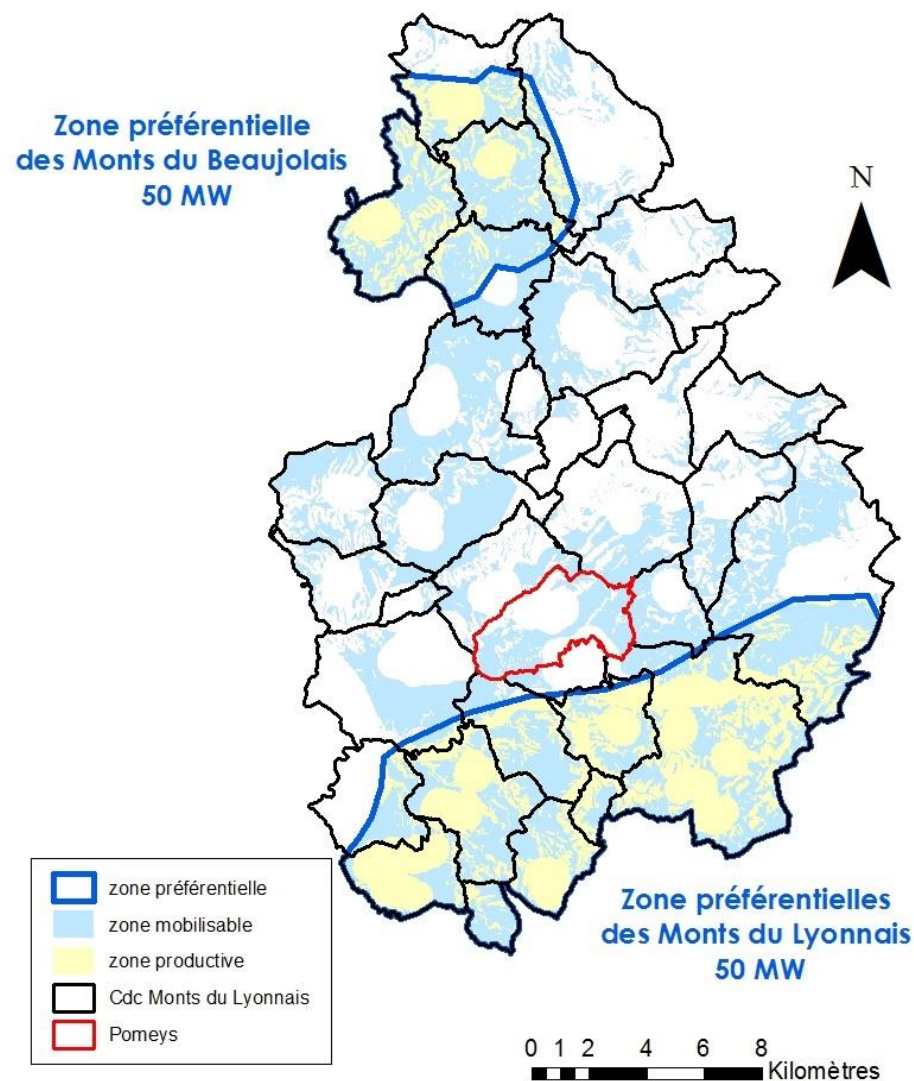 Zone préférentielle
des Monts du Beaujolais
50 MW
N
zone préférentielle
zone mobilisable
zone productive
Cdc Monts du Lyonnais
Pomeys
Zone préférentielles
des Monts du Lyonnais
50 MW
0 1 2 4 6 8
Kilomètres